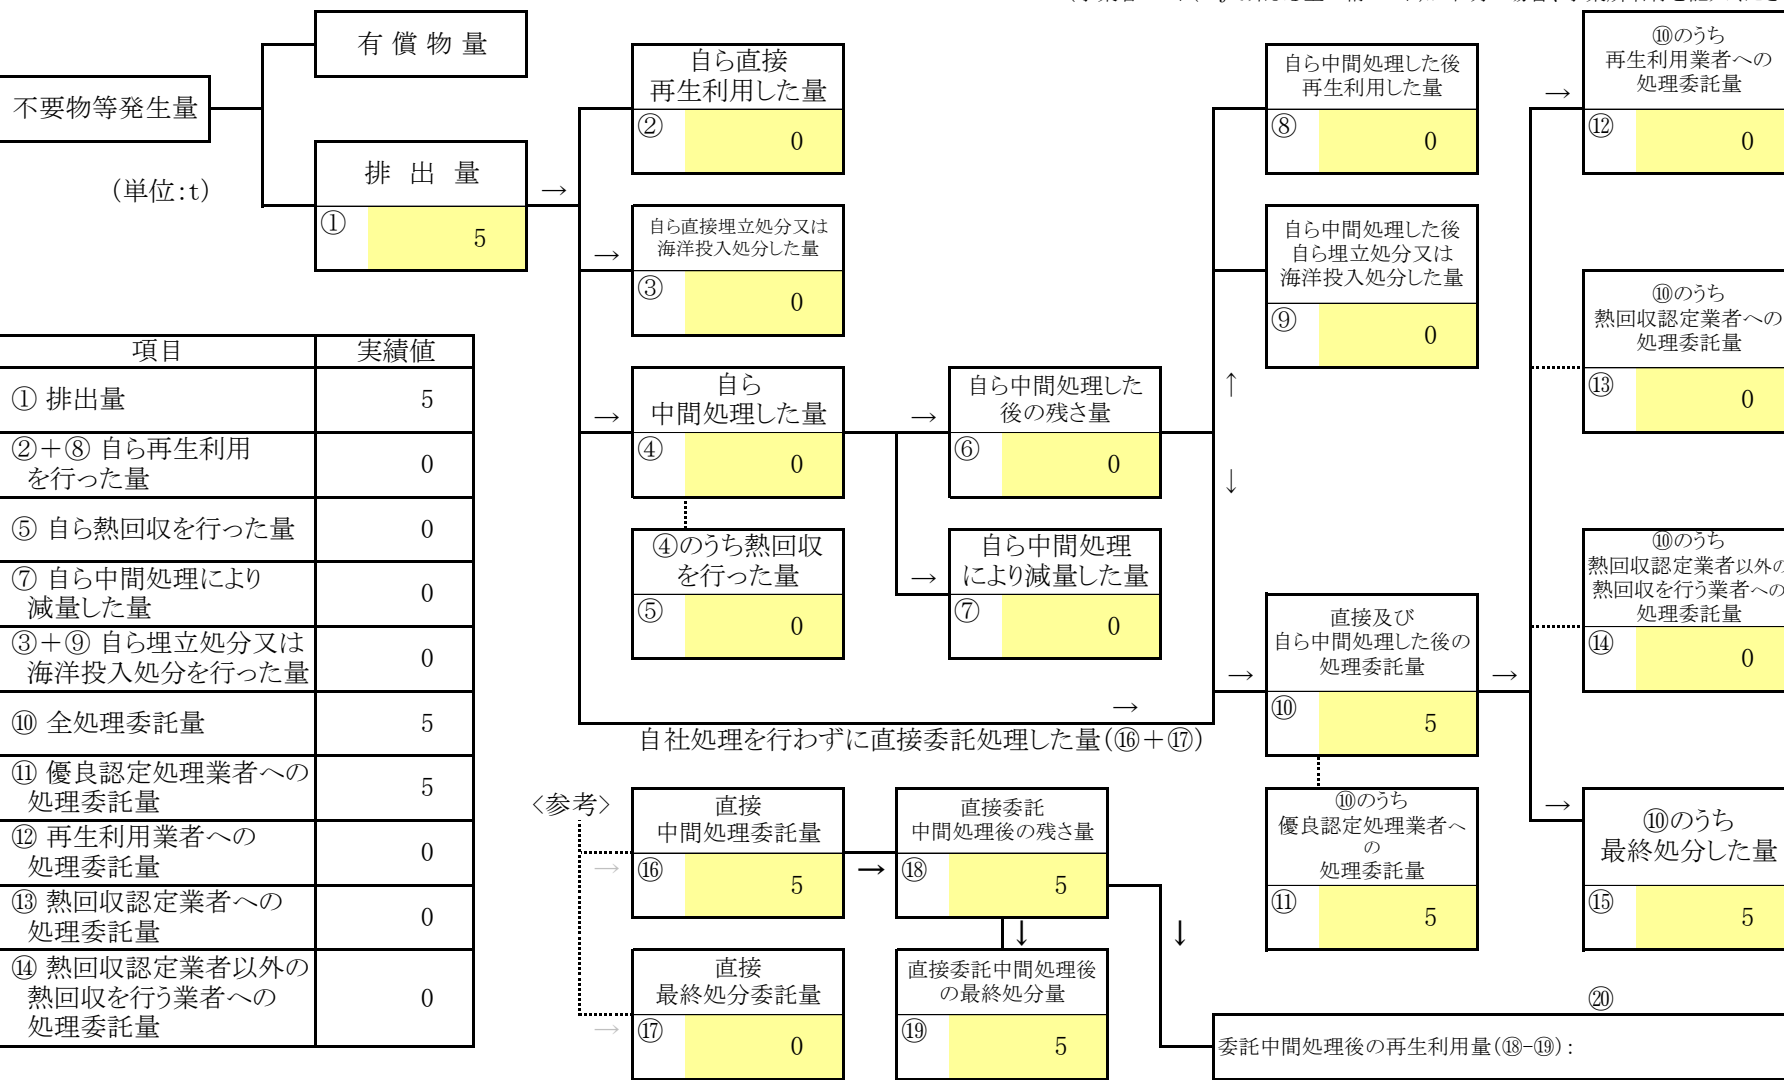 有償物量
不要物等発生量
(単位:t)
排出量
① 5
→
自ら直接
再生利用した量
② 0
→
自ら直接埋立処分又は
海洋投入処分した量
③ 0
→
自ら
中間処理した量
④ 0
④のうち熱回収
を行った量
⑤ 0
→
自ら中間処理した
後の残さ量
⑥ 0
→
自ら中間処理
により減量した量
⑦ 0
↑
↓
自ら中間処理した後
再生利用した量
⑧ 0
自ら中間処理した後
自ら埋立処分又は
海洋投入処分した量
⑨ 0
→
自社処理を行わずに直接委託処理した量(⑯+⑰)
→
直接及び
自ら中間処理した後の
処理委託量
⑩ 5
⑩のうち
優良認定処理業者へ
の
処理委託量
⑪ 5
→
→
⑩のうち
再生利用業者への
処理委託量
⑫ 0
⑩のうち
熱回収認定業者への
処理委託量
⑬ 0
⑩のうち
熱回収認定業者以外の
熱回収を行う業者への
処理委託量
⑭ 0
→
⑩のうち
最終処分した量
⑮ 5
項目 実績値
① 排出量 5
②+⑧ 自ら再生利用
を行った量 0
⑤ 自ら熱回収を行った量 0
⑦ 自ら中間処理により
減量した量 0
③+⑨ 自ら埋立処分又は
海洋投入処分を行った量 0
⑩ 全処理委託量 5
⑪ 優良認定処理業者への
処理委託量 5
⑫ 再生利用業者への
処理委託量 0
⑬ 熱回収認定業者への
処理委託量 0
⑭ 熱回収認定業者以外の
熱回収を行う業者への
処理委託量 0
〈参考〉
→
直接
中間処理委託量
⑯ 5
→
直接
最終処分委託量
⑰ 0
→
直接委託
中間処理後の残さ量
⑱ 5
↓
直接委託中間処理後
の最終処分量
⑲ 5
↓
⑳
委託中間処理後の再生利用量(⑱-⑲):